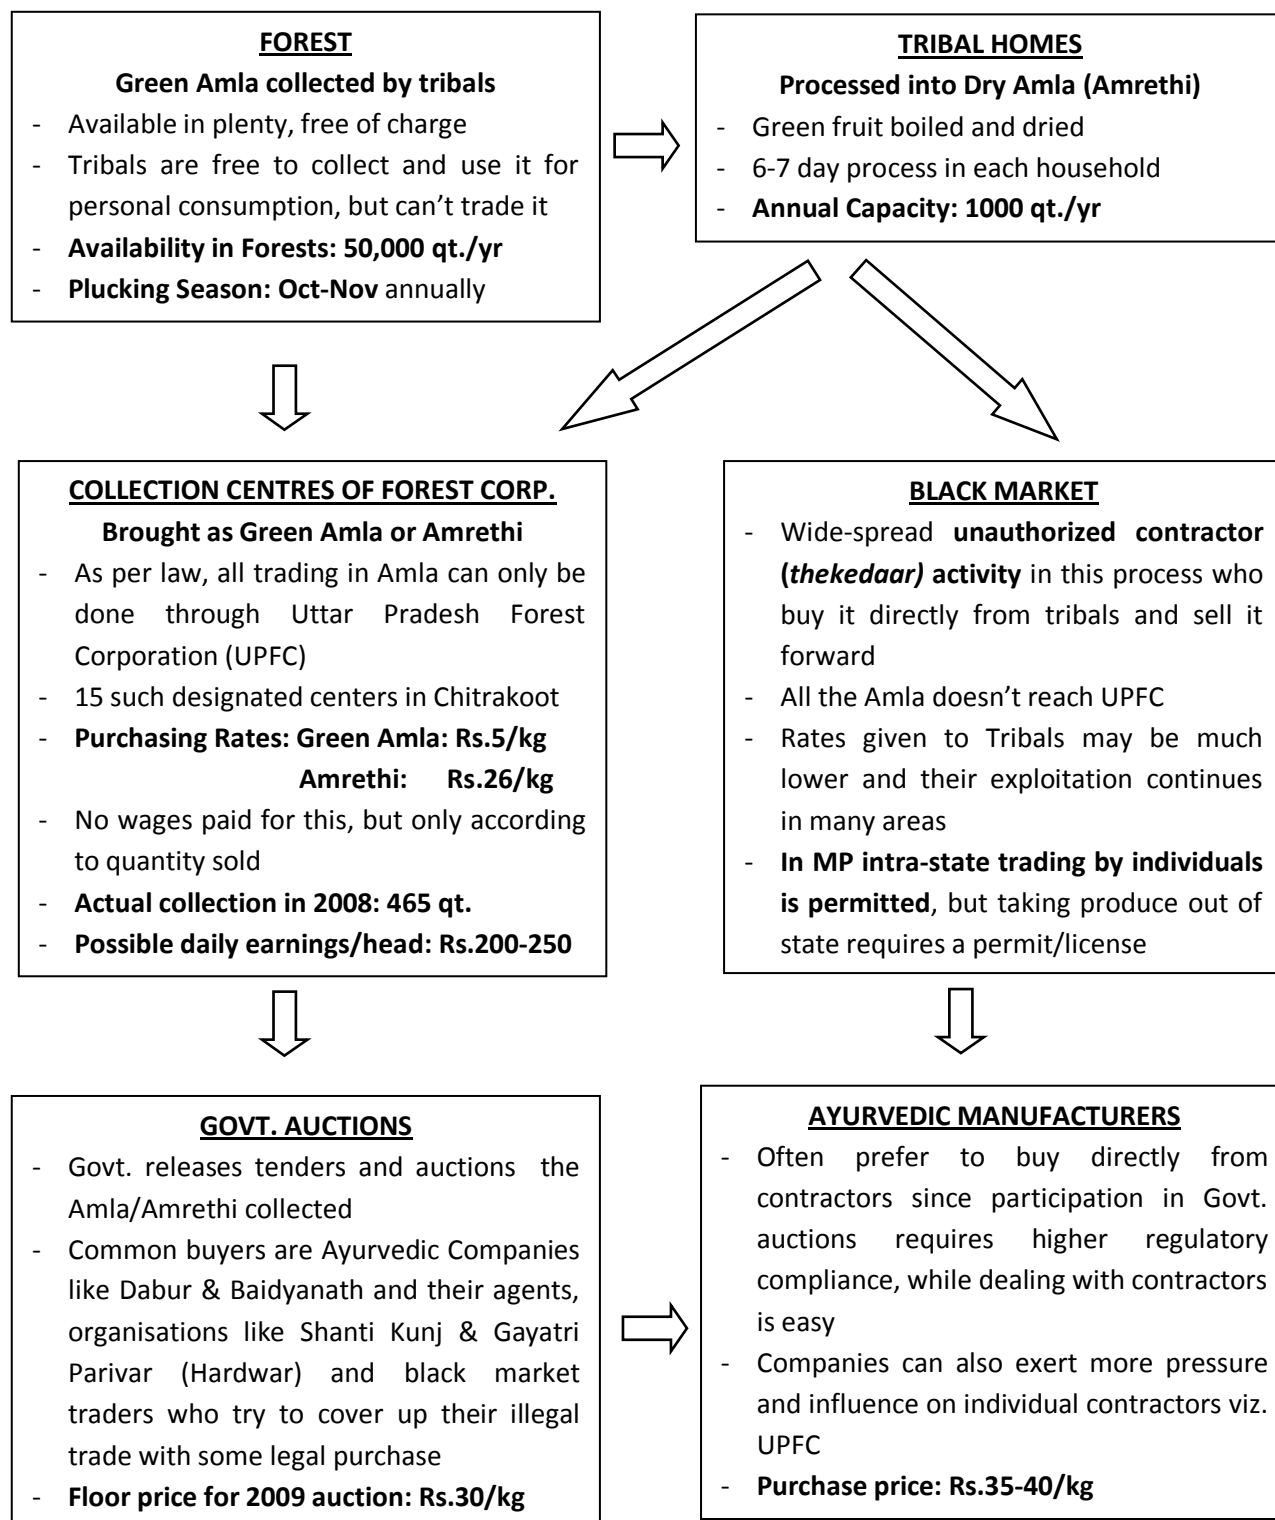 FOREST
Green Amla collected by tribals
- Available in plenty, free of charge
- Tribals are free to collect and use it for
personal consumption, but can’t trade it
- Availability in Forests: 50,000 qt./yr
- Plucking Season: Oct-Nov annually
TRIBAL HOMES
Processed into Dry Amla (Amrethi)
- Green fruit boiled and dried
- 6-7 day process in each household
- Annual Capacity: 1000 qt./yr
COLLECTION CENTRES OF FOREST CORP.
Brought as Green Amla or Amrethi
- As per law, all trading in Amla can only be
done through Uttar Pradesh Forest
Corporation (UPFC)
- 15 such designated centers in Chitrakoot
- Purchasing Rates: Green Amla: Rs.5/kg
Amrethi: Rs.26/kg
- No wages paid for this, but only according
to quantity sold
- Actual collection in 2008: 465 qt.
- Possible daily earnings/head: Rs.200-250
BLACK MARKET
- Wide-spread unauthorized contractor
(thekedaar) activity in this process who
buy it directly from tribals and sell it
forward
- All the Amla doesn’t reach UPFC
- Rates given to Tribals may be much
lower and their exploitation continues
in many areas
- In MP intra-state trading by individuals
is permitted, but taking produce out of
state requires a permit/license
GOVT. AUCTIONS
- Govt. releases tenders and auctions the
Amla/Amrethi collected
- Common buyers are Ayurvedic Companies
like Dabur & Baidyanath and their agents,
organisations like Shanti Kunj & Gayatri
Parivar (Hardwar) and black market
traders who try to cover up their illegal
trade with some legal purchase
- Floor price for 2009 auction: Rs.30/kg
AYURVEDIC MANUFACTURERS
- Often prefer to buy directly from
contractors since participation in Govt.
auctions requires higher regulatory
compliance, while dealing with contractors
is easy
- Companies can also exert more pressure
and influence on individual contractors viz.
UPFC
- Purchase price: Rs.35-40/kg